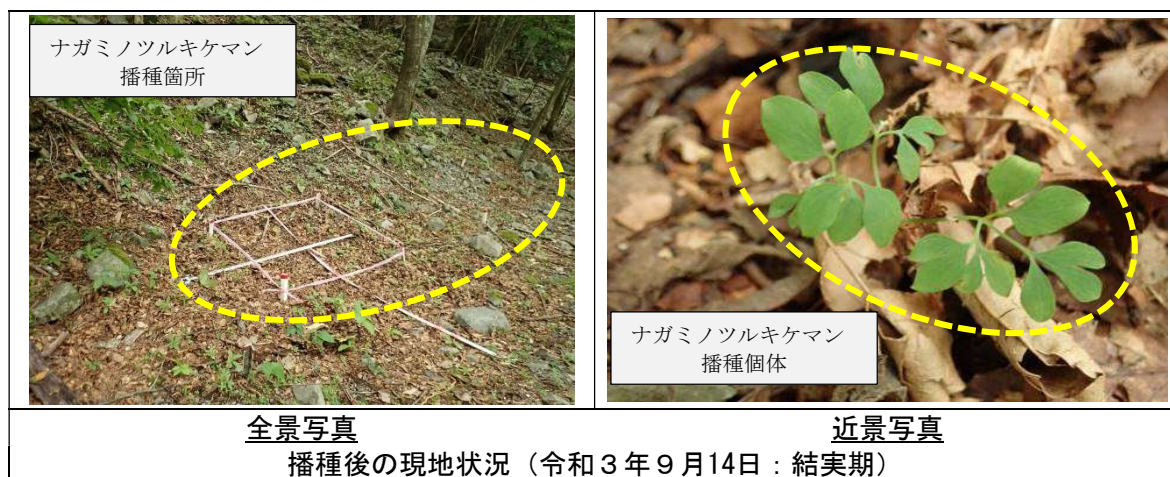 ナガミノツルキケマン
播種箇所
ナガミノツルキケマン
播種個体
全景写真
近景写真
播種後の現地状況（令和３年９月14日：結実期）